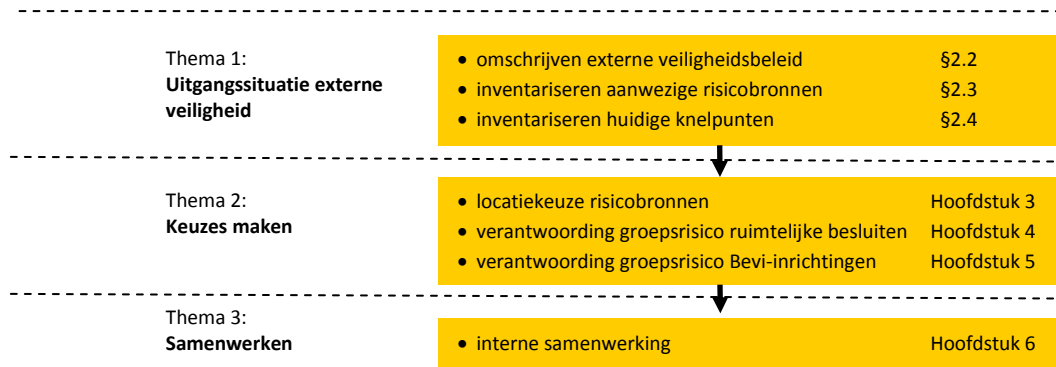 Thema 1:
Uitgangssituatie externe
veiligheid
• omschrijven externe veiligheidsbeleid §2.2
• inventariseren aanwezige risicobronnen §2.3
• inventariseren huidige knelpunten §2.4
Thema 2:
Keuzes maken
• locatiekeuze risicobronnen Hoofdstuk 3
• verantwoording groepsrisico ruimtelijke besluiten Hoofdstuk 4
• verantwoording groepsrisico Bevi-inrichtingen Hoofdstuk 5
Thema 3:
Samenwerken
• interne samenwerking Hoofdstuk 6